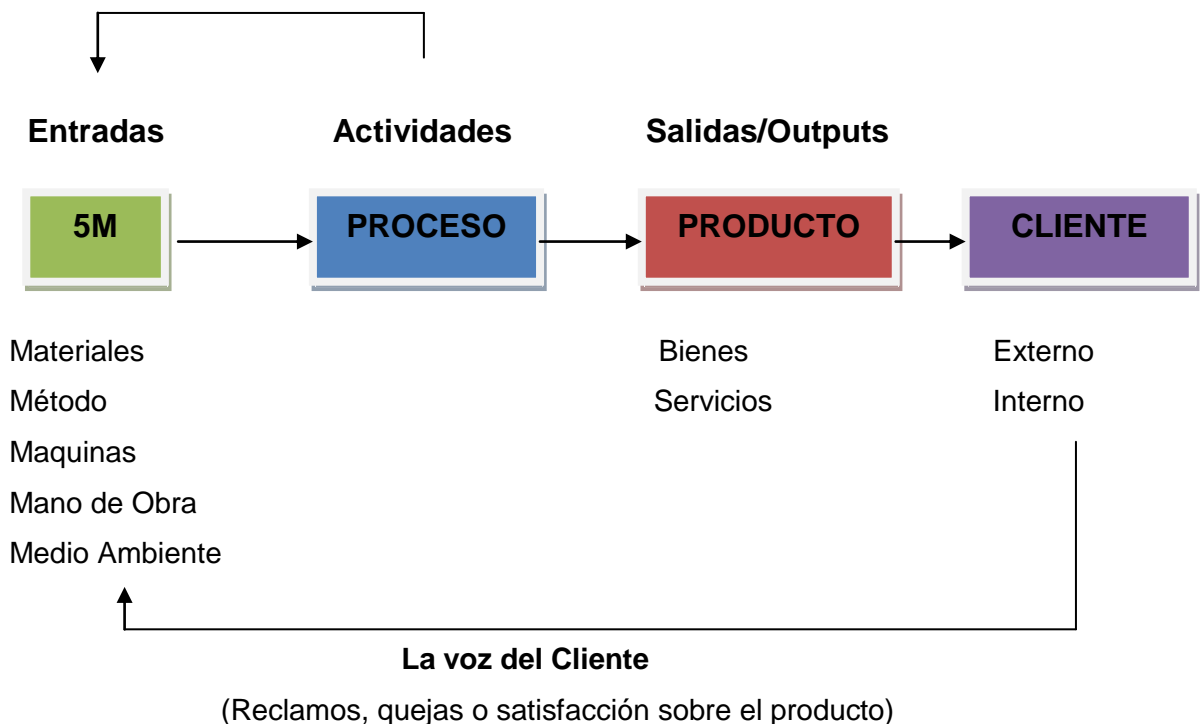 Entradas Actividades Salidas/Outputs
5M PROCESO PRODUCTO CLIENTE
Materiales Bienes Externo
Método Servicios Interno
Maquinas
Mano de Obra
Medio Ambiente
La voz del Cliente
(Reclamos, quejas o satisfacción sobre el producto)